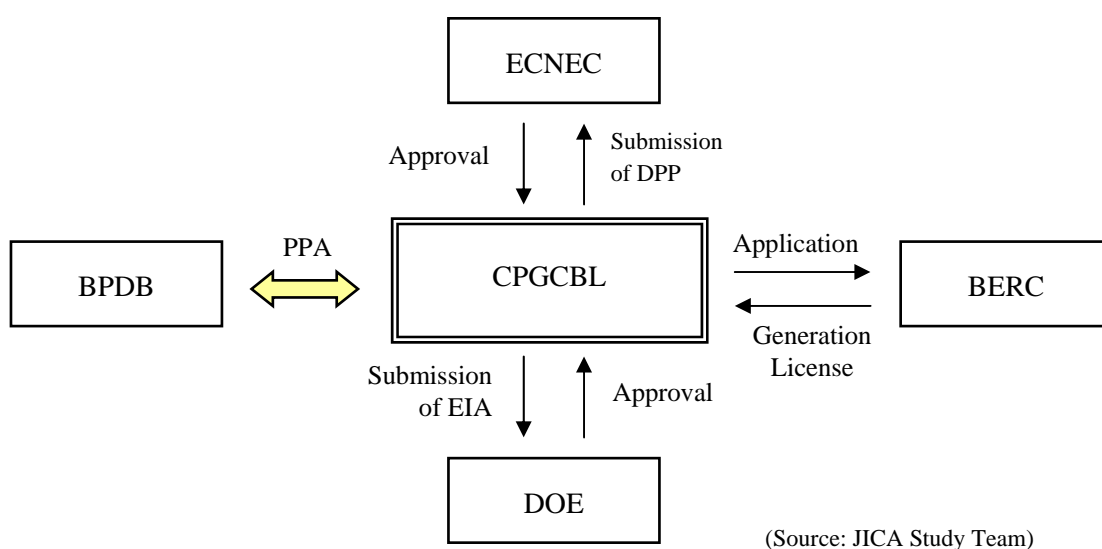 ECNEC
Approval
Submission
of DPP
PPA
BPDB
CPGCBL
Application
BERC
Generation
License
Submission
of EIA
Approval
DOE
(Source: JICA Study Team)